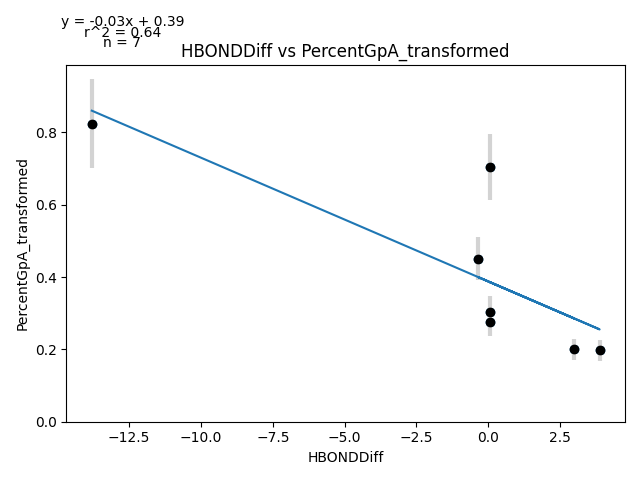 y = -0.03x + 0.39
r^2 = 0.64
n = 7
HBONDDiff vs PercentGpA_transformed
PercentGpA_transformed
0.8
0.6
0.4
0.2
0.0
−12.5 −10.0 −7.5 −5.0 −2.5 0.0 2.5
HBONDDiff